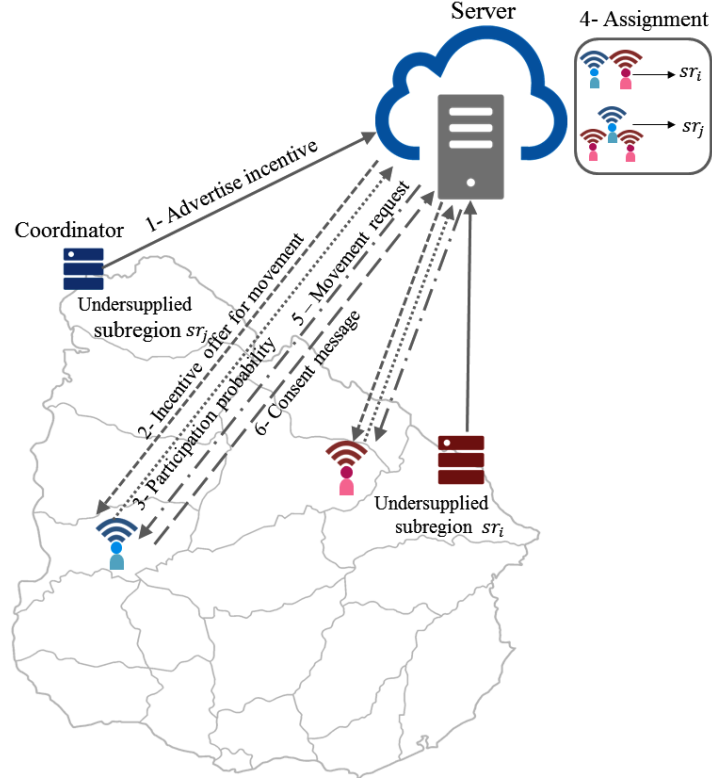 Server
4- Assignment
sr_i
sr_j
1- Advertise incentive
Coordinator
Undersupplied
subregion sr_j
2- Incentive offer for movement
3- Participation probability
5 – Movement request
6- Consent message
Undersupplied
subregion sr_i